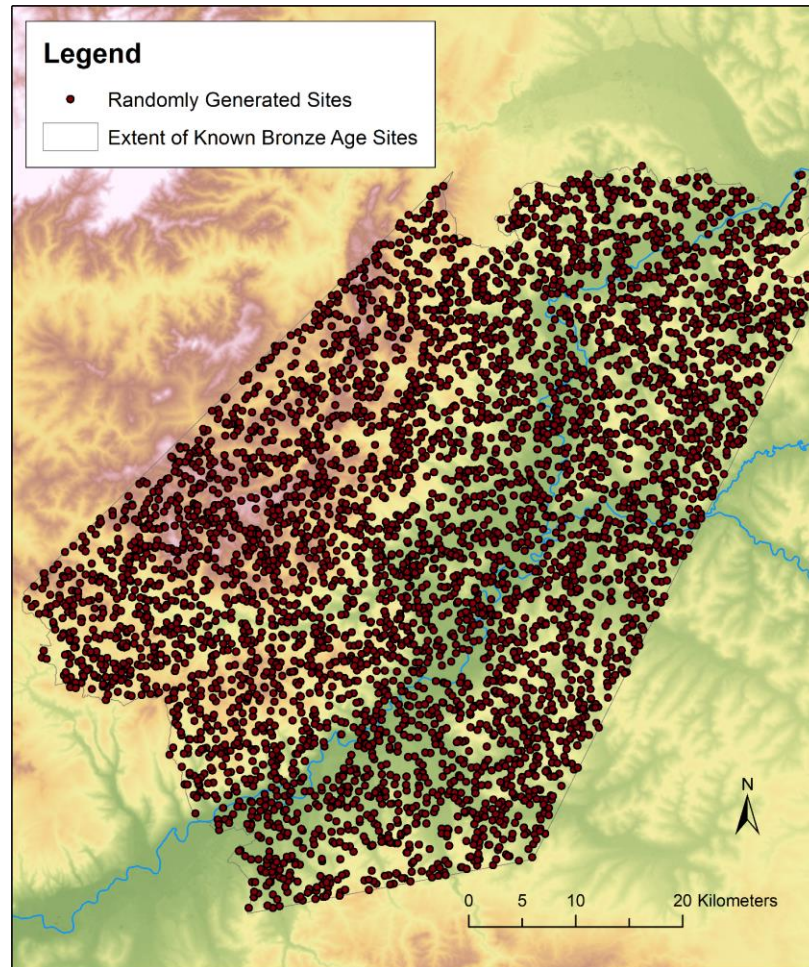 Legend
Randomly Generated Sites
Extent of Known Bronze Age Sites
N
0 5 10 20 Kilometers